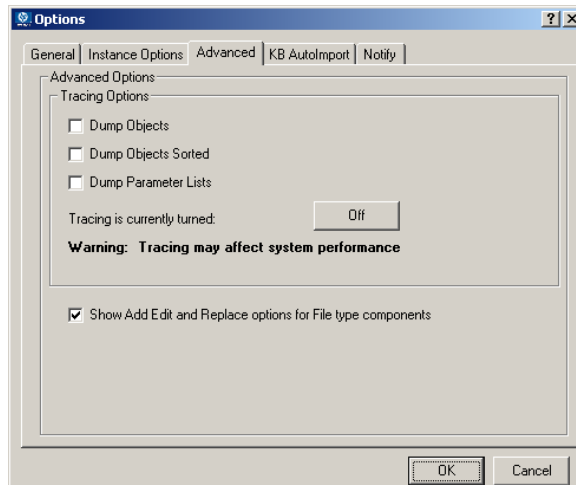 Options
General Instance Options Advanced KB AutoImport Notify
Advanced Options
Tracing Options
Dump Objects
Dump Objects Sorted
Dump Parameter Lists
Tracing is currently turned: Off
Warning: Tracing may affect system performance
Show Add Edit and Replace options for File type components
OK Cancel